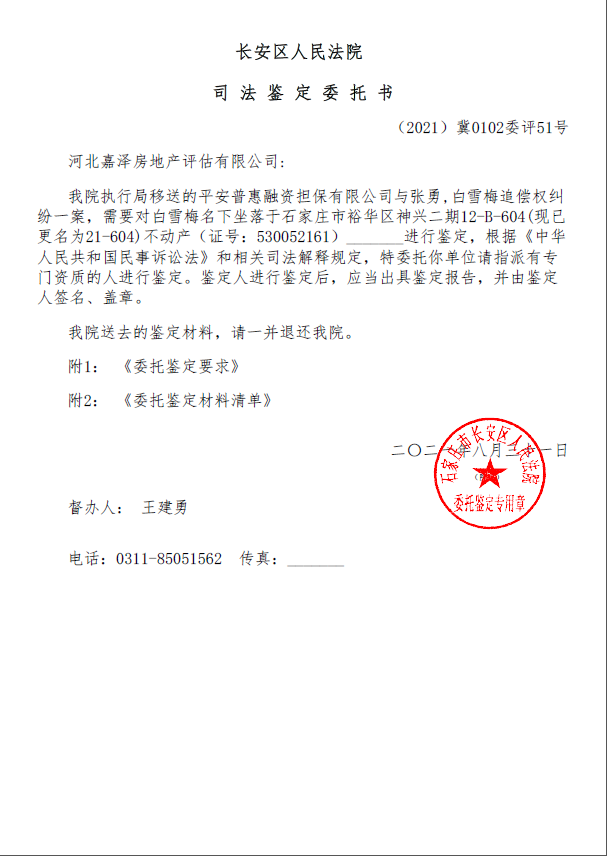 长安区人民法院
司法鉴定委托书
（2021）冀0102委评51号
河北嘉泽房地产评估有限公司：
我院执行局移送的平安普惠融资担保有限公司与张勇,白雪梅追偿权纠
纷一案，需要对白雪梅名下坐落于石家庄市裕华区神兴二期12-B-604(现已
更名为21-604)不动产（证号：530052161）_______进行鉴定，根据《中华
人民共和国民事诉讼法》和相关司法解释规定，特委托你单位请指派有专
门资质的人进行鉴定。鉴定人进行鉴定后，应当出具鉴定报告，并由鉴定
人签名、盖章。
我院送去的鉴定材料，请一并退还我院。
附1： 《委托鉴定要求》
附2： 《委托鉴定材料清单》
二〇二 年八月二 一日
石家庄市长安区人民法院
委托鉴定专用章
督办人： 王建勇
电话：0311-85051562 传真：_______